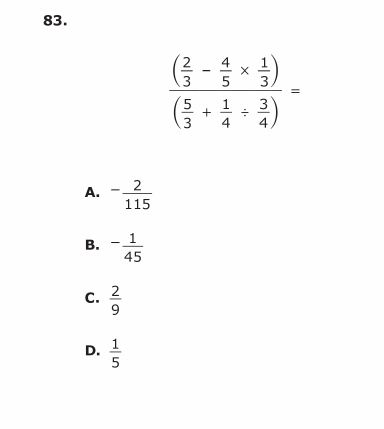 83.
(2/3 − 4/5 × 1/3)
(5/3 + 1/4 ÷ 3/4) =
A. −2/115
B. −1/45
C. 2/9
D. 1/5